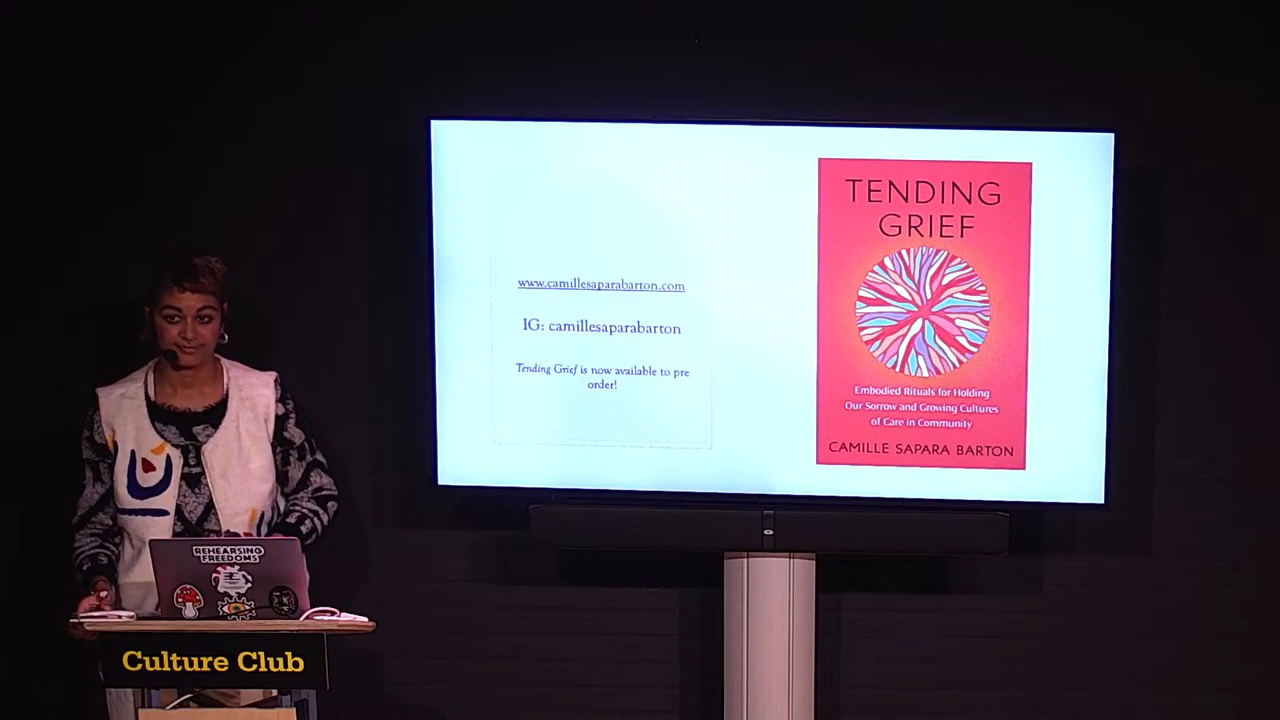 www.camillesaparabarton.com
IG: camillesaparabarton
Tending Grief is now available to pre
order!
TENDING
GRIEF
Embodied Rituals for Holding
Our Sorrow and Growing Cultures
of Care in Community
CAMILLE SAPARA BARTON
REHEARSING
FREEDOMS
Culture Club